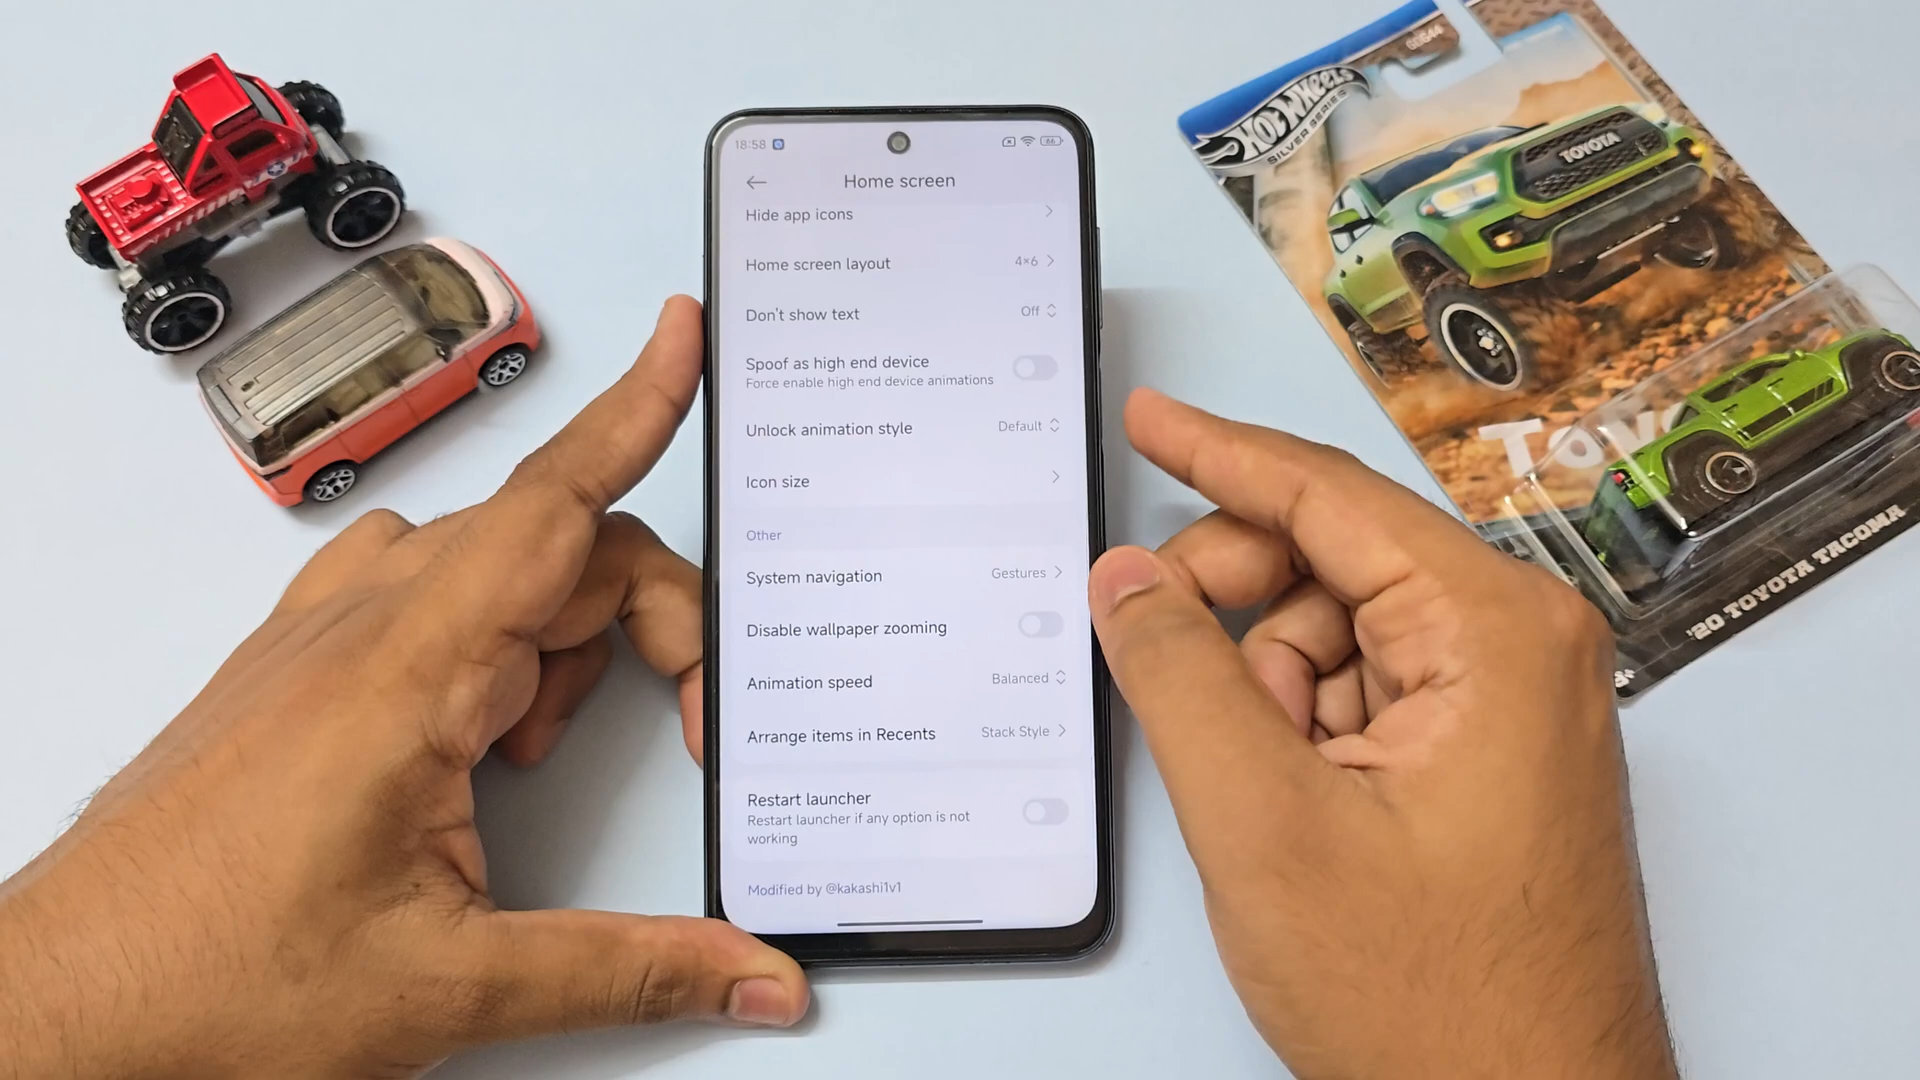 18:58
66
Home screen
Hide app icons
Home screen layout 4×6
Don't show text Off
Spoof as high end device
Force enable high end device animations
Unlock animation style Default
Icon size
Other
System navigation Gestures
Disable wallpaper zooming
Animation speed Balanced
Arrange items in Recents Stack Style
Restart launcher
Restart launcher if any option is not
working
Modified by @kakashi1v1
HOT WHEELS
SILVER SERIES
TOYOTA
'20 TOYOTA TACOMA